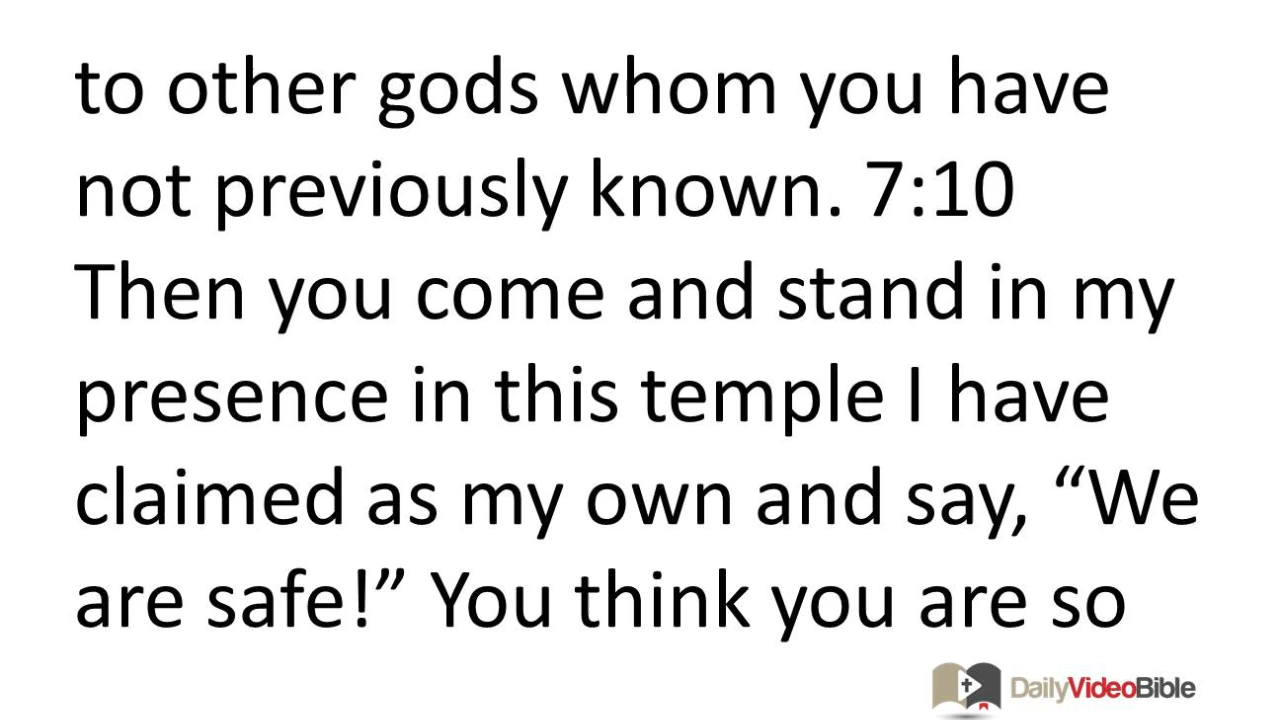 to other gods whom you have
not previously known. 7:10
Then you come and stand in my
presence in this temple I have
claimed as my own and say, “We
are safe!” You think you are so
DailyVideoBible